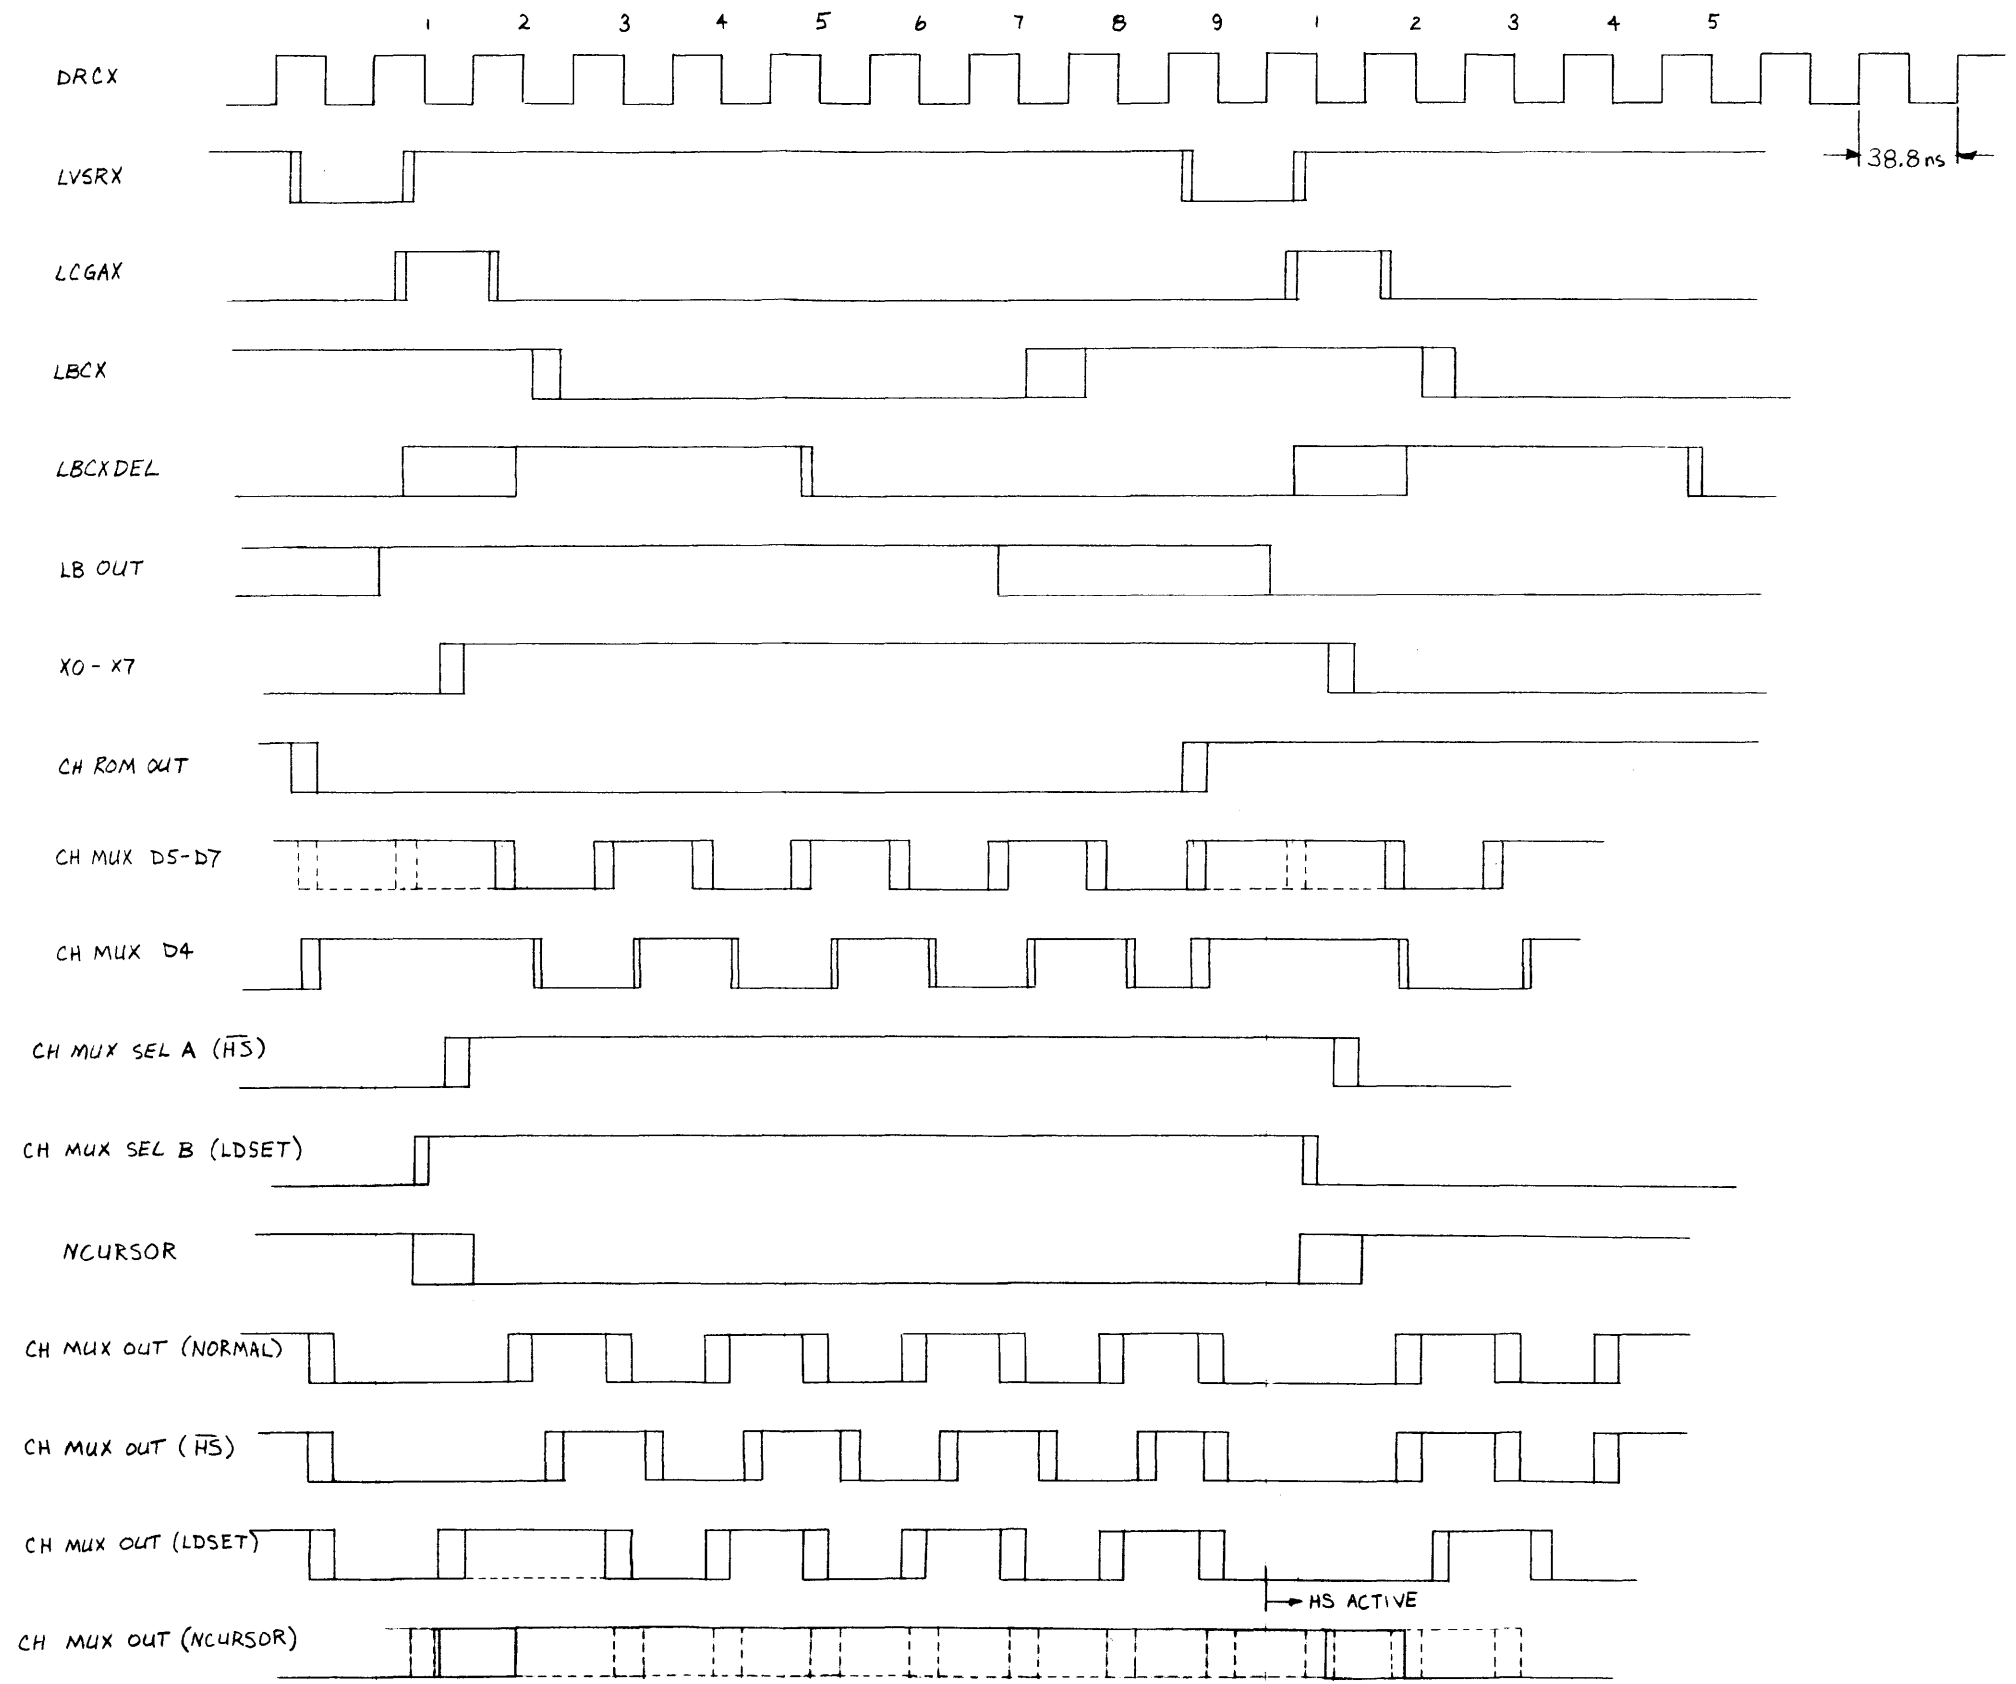 1 2 3 4 5 6 7 8 9 1 2 3 4 5
DRCX
38.8 ns
LVSRX
LCGAX
LBCX
LBCXDEL
LB OUT
X0 - X7
CH ROM OUT
CH MUX D5-D7
CH MUX D4
CH MUX SEL A (H̅S̅)
CH MUX SEL B (LDSET)
NCURSOR
CH MUX OUT (NORMAL)
CH MUX OUT (H̅S̅)
CH MUX OUT (LDSET)
HS ACTIVE
CH MUX OUT (NCURSOR)